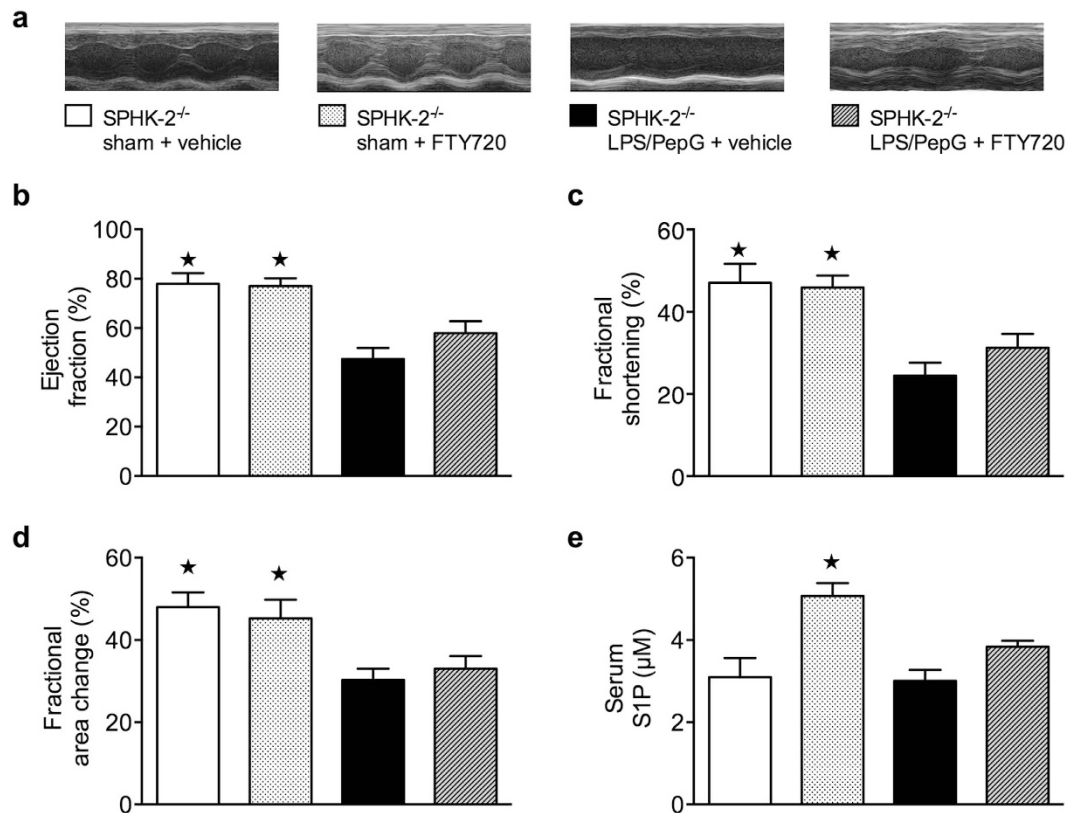 a
SPHK-2-/-
sham + vehicle
SPHK-2-/-
sham + FTY720
SPHK-2-/-
LPS/PepG + vehicle
SPHK-2-/-
LPS/PepG + FTY720
b
Ejection
fraction (%)
100
80
60
40
20
0
★
★
c
Fractional
shortening (%)
60
40
20
0
★
★
d
Fractional
area change (%)
60
40
20
0
★
★
e
Serum
S1P (µM)
6
4
2
0
★